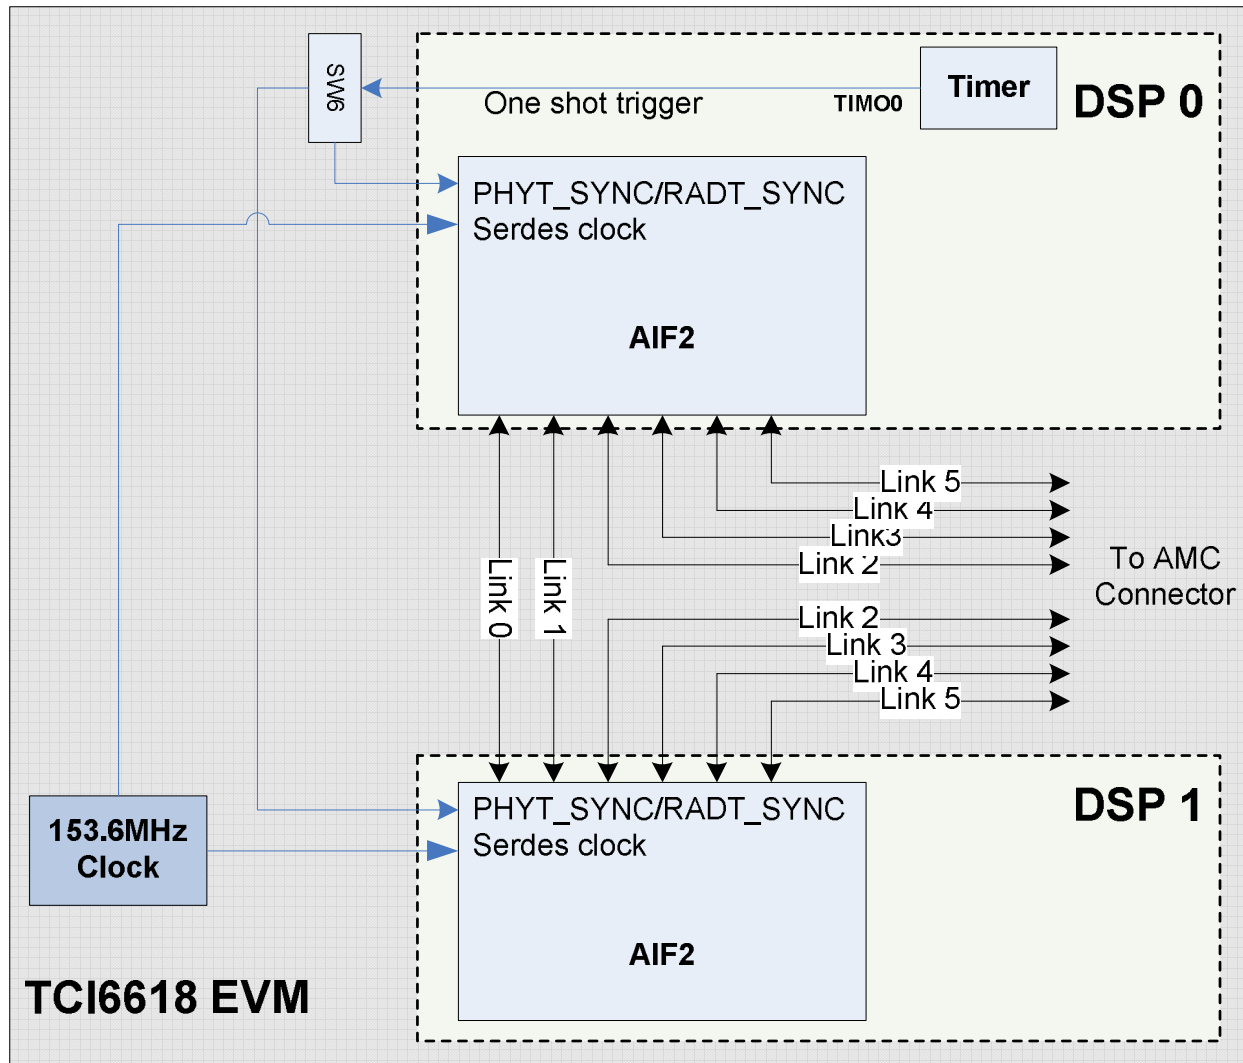 SW6
One shot trigger
TIMO0
Timer
DSP 0
PHYT_SYNC/RADT_SYNC
Serdes clock
AIF2
Link 5
Link 4
Link3
Link 2
Link 0
Link 1
To AMC
Connector
Link 2
Link 3
Link 4
Link 5
PHYT_SYNC/RADT_SYNC
Serdes clock
DSP 1
153.6MHz
Clock
AIF2
TCI6618 EVM